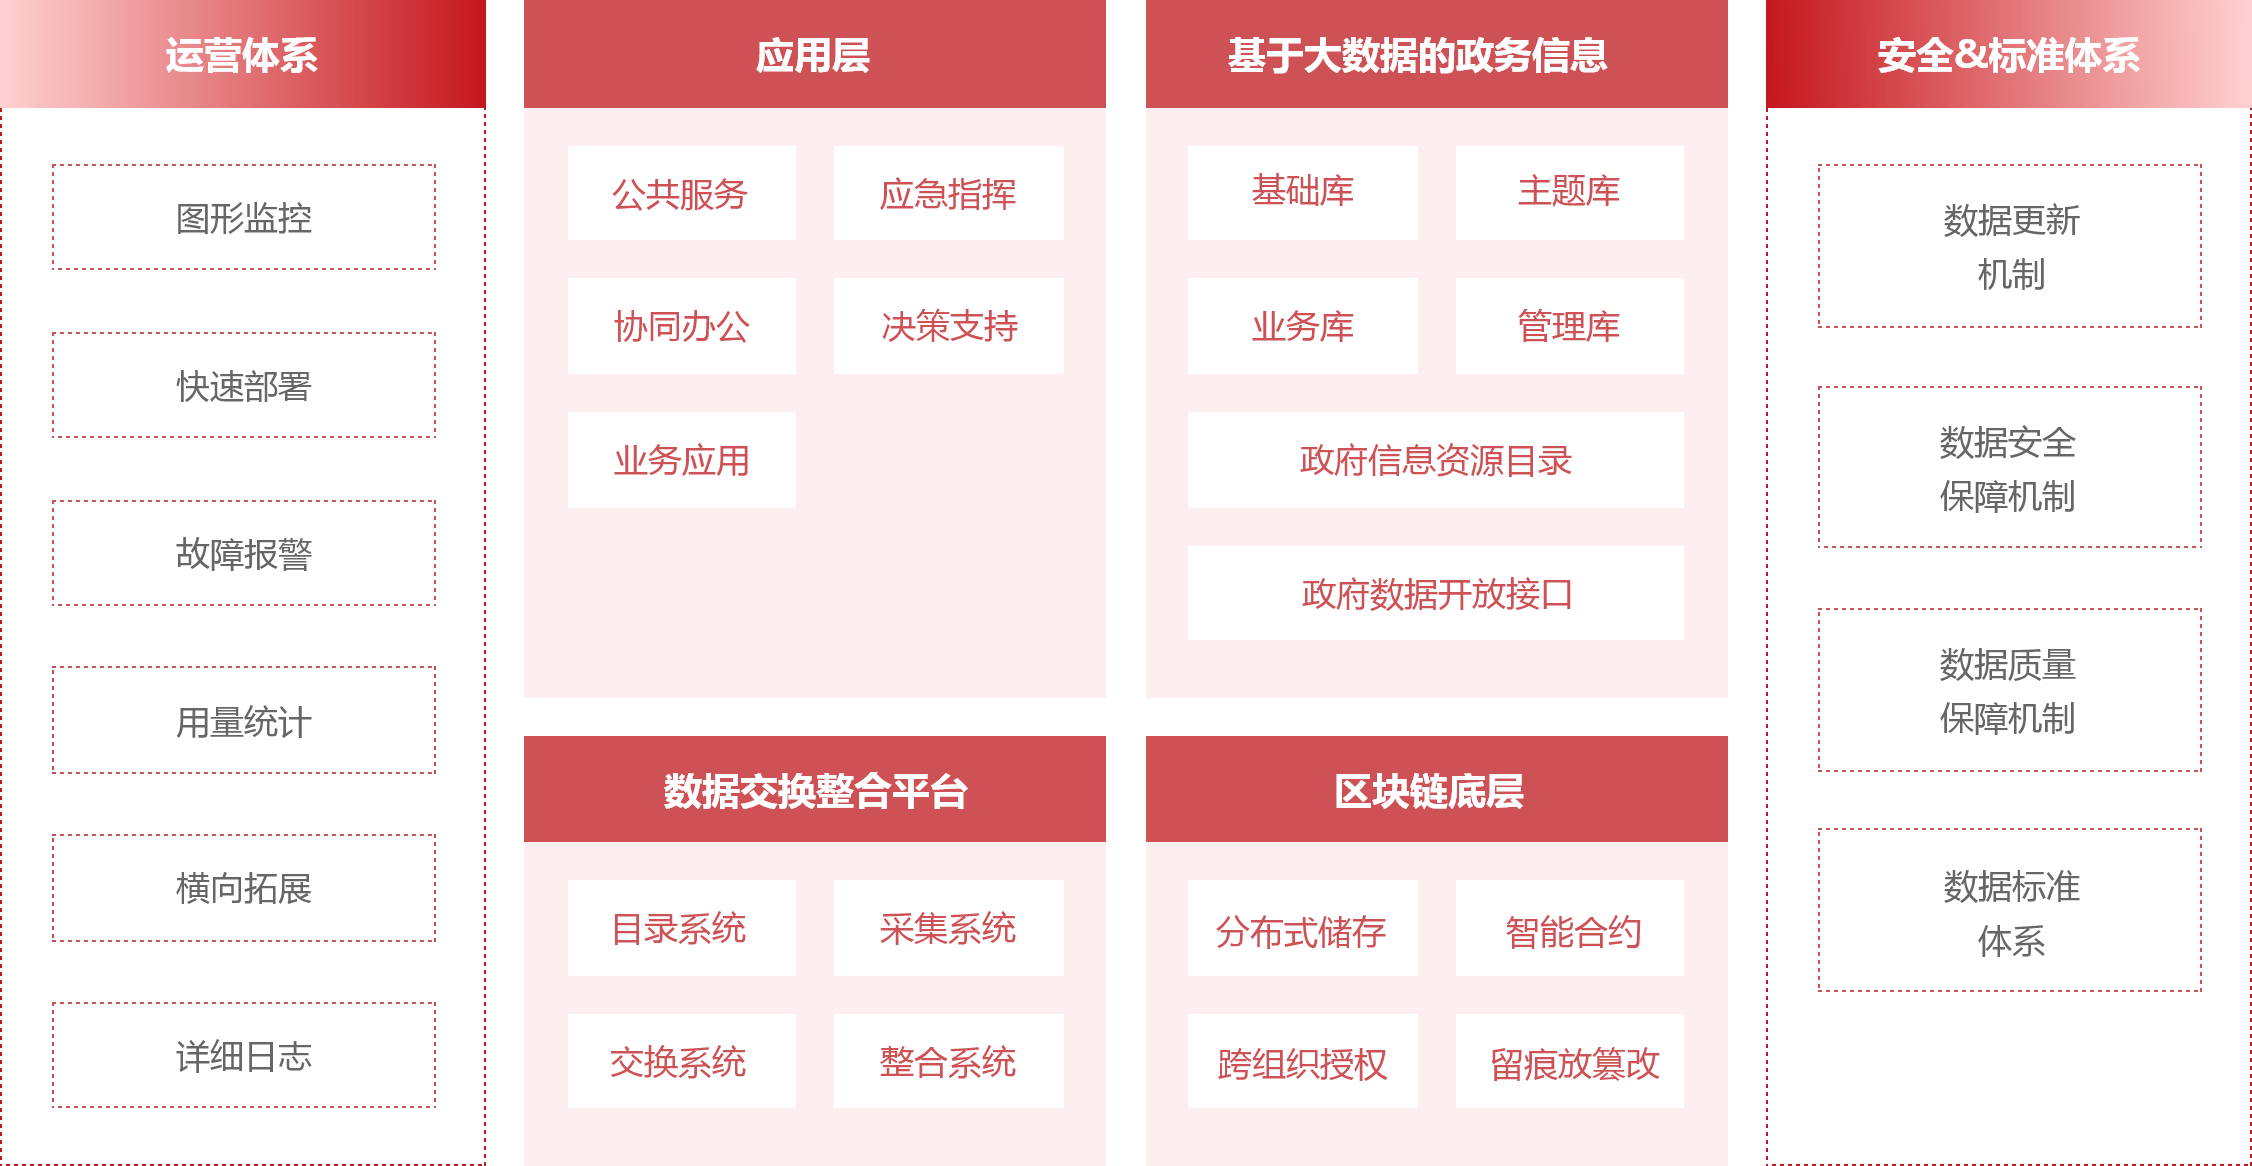 运营体系
图形监控
快速部署
故障报警
用量统计
横向拓展
详细日志
应用层
公共服务
应急指挥
协同办公
决策支持
业务应用
基于大数据的政务信息
基础库
主题库
业务库
管理库
政府信息资源目录
政府数据开放接口
数据交换整合平台
目录系统
采集系统
交换系统
整合系统
区块链底层
分布式储存
智能合约
跨组织授权
留痕放篡改
安全&标准体系
数据更新
机制
数据安全
保障机制
数据质量
保障机制
数据标准
体系